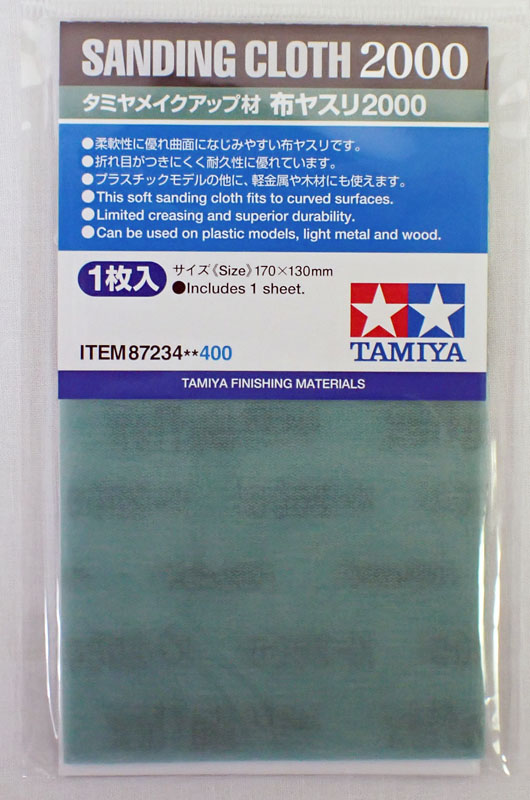 SANDING CLOTH 2000
タミヤメイクアップ材 布ヤスリ2000
●柔軟性に優れ曲面になじみやすい布ヤスリです。
●折れ目がつきにくく耐久性に優れています。
●プラスチックモデルの他に、軽金属や木材にも使えます。
●This soft sanding cloth fits to curved surfaces.
●Limited creasing and superior durability.
●Can be used on plastic models, light metal and wood.
1枚入 サイズ《Size》170×130mm
●Includes 1 sheet.
TAMIYA
ITEM 87234**400
TAMIYA FINISHING MATERIALS